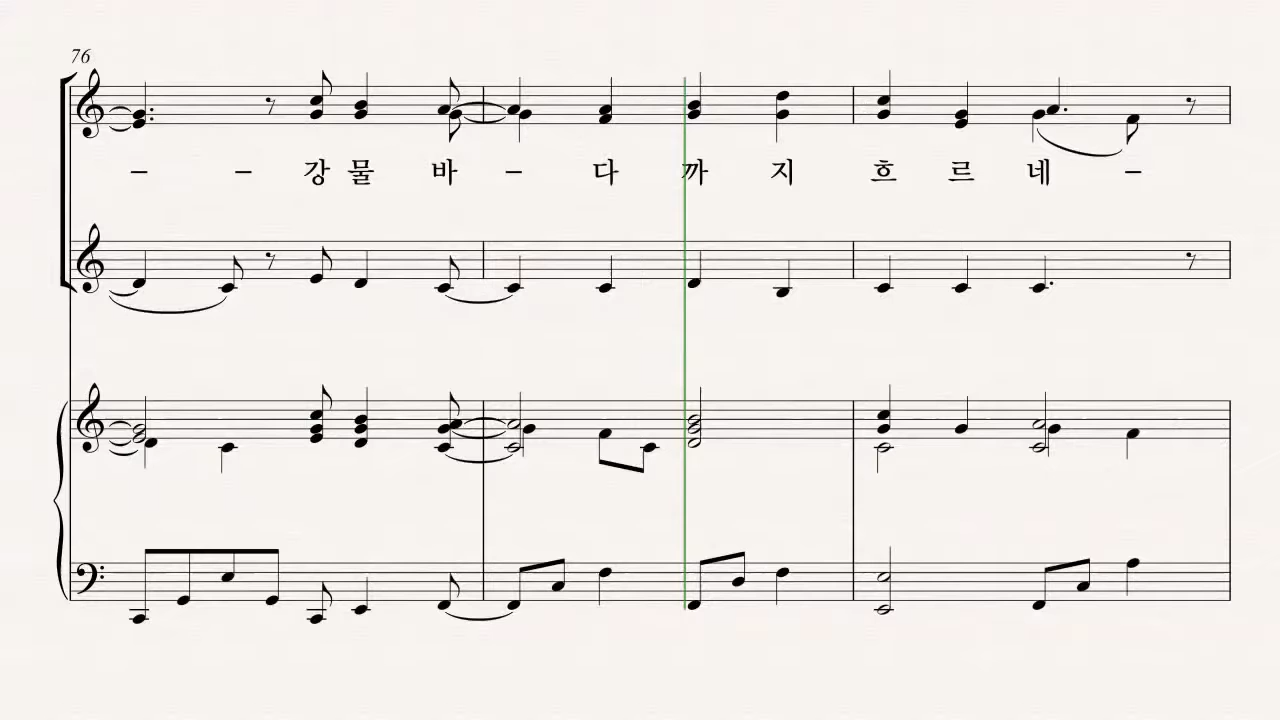 76
– – 강 물 바 – 다 까 지 흐 르 네 –